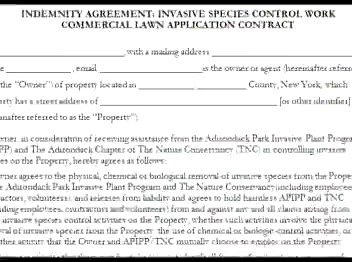 INDEMNITY AGREEMENT: INVASIVE SPECIES CONTROL WORK
COMMERCIAL LAWN APPLICATION CONTRACT
, with a mailing address
e , email is the owner or agent (hereinafter referre
the "Owner") of property located in County, New York, which
erty has a street address of [or other identifier]
nafter referred to as the "Property").
wner, in consideration of receiving assistance from the Adirondack Park Invasive Plant Progra
IPP) and The Adirondack Chapter of The Nature Conservancy (TNC) in controlling invasive
es on the Property, hereby agrees as follows:
wner agrees to the physical, chemical or biological removal of invasive species from the Prope
e Adirondack Park Invasive Plant Program and The Nature Conservancy (including employee
ractors, volunteers) and releases from liability and agrees to hold harmless APIPP and TNC
uding employees, contractors and volunteers) from and against any and all claims arising from
invasive species control activities on the Property, whether such activities involve the physica
val of invasive species from the Property, the use of chemical or biological control activities, or
ther activity that the Owner and APIPP/TNC mutually choose to employ on the Property.